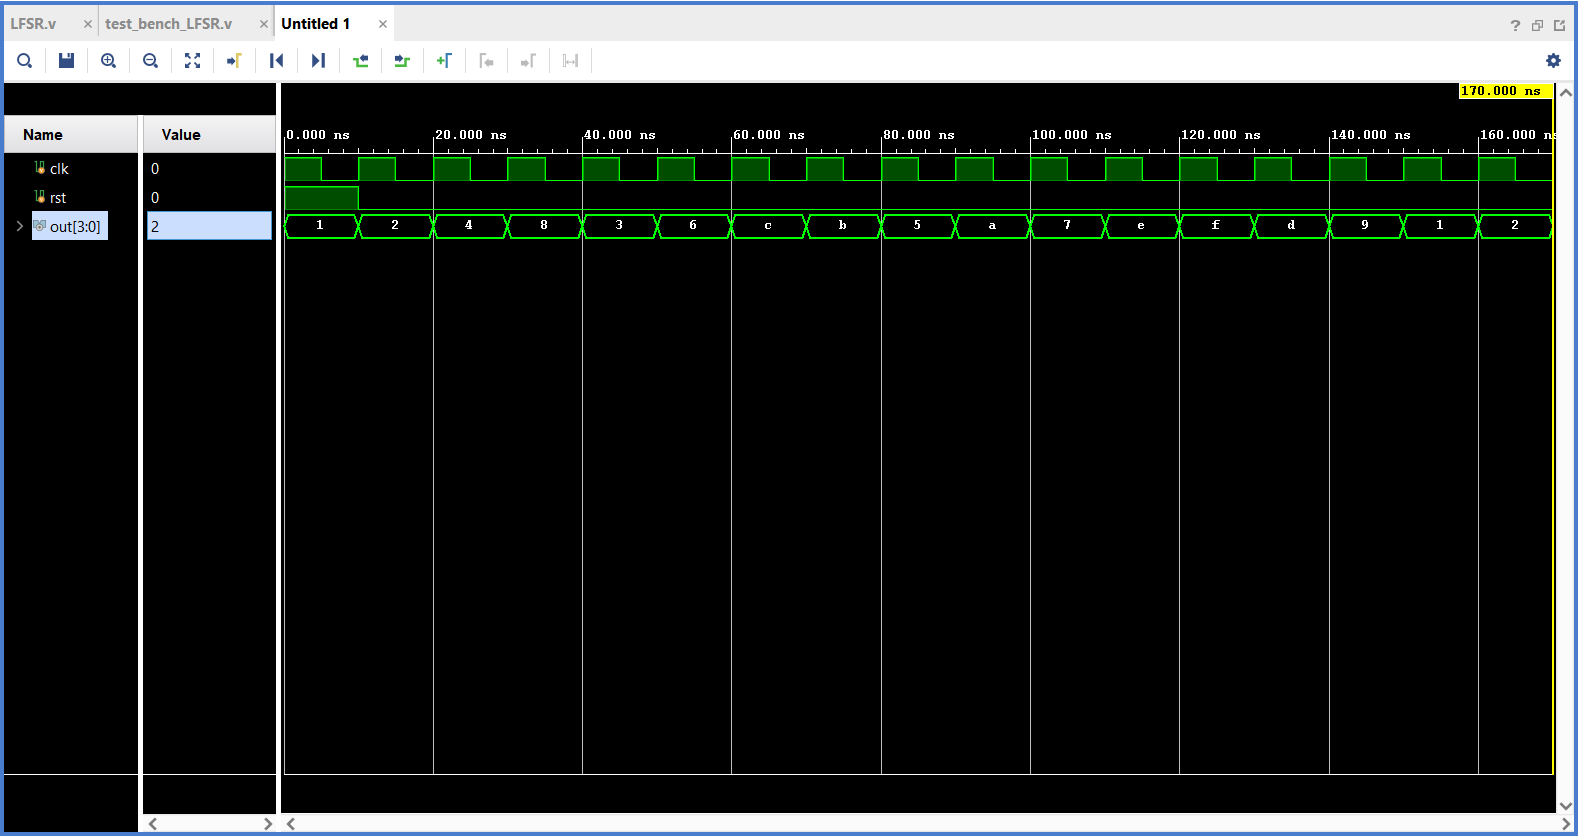 LFSR.v × test_bench_LFSR.v × Untitled 1 ×
?
170.000 ns
Name Value
0.000 ns 20.000 ns 40.000 ns 60.000 ns 80.000 ns 100.000 ns 120.000 ns 140.000 ns 160.000 ns
clk 0
rst 0
out[3:0] 2 1 2 4 8 3 6 c b 5 a 7 e f d 9 1 2